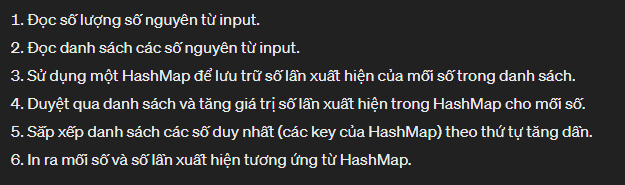 1. Đọc số lượng số nguyên từ input.
2. Đọc danh sách các số nguyên từ input.
3. Sử dụng một HashMap để lưu trữ số lần xuất hiện của mỗi số trong danh sách.
4. Duyệt qua danh sách và tăng giá trị số lần xuất hiện trong HashMap cho mỗi số.
5. Sắp xếp danh sách các số duy nhất (các key của HashMap) theo thứ tự tăng dần.
6. In ra mỗi số và số lần xuất hiện tương ứng từ HashMap.